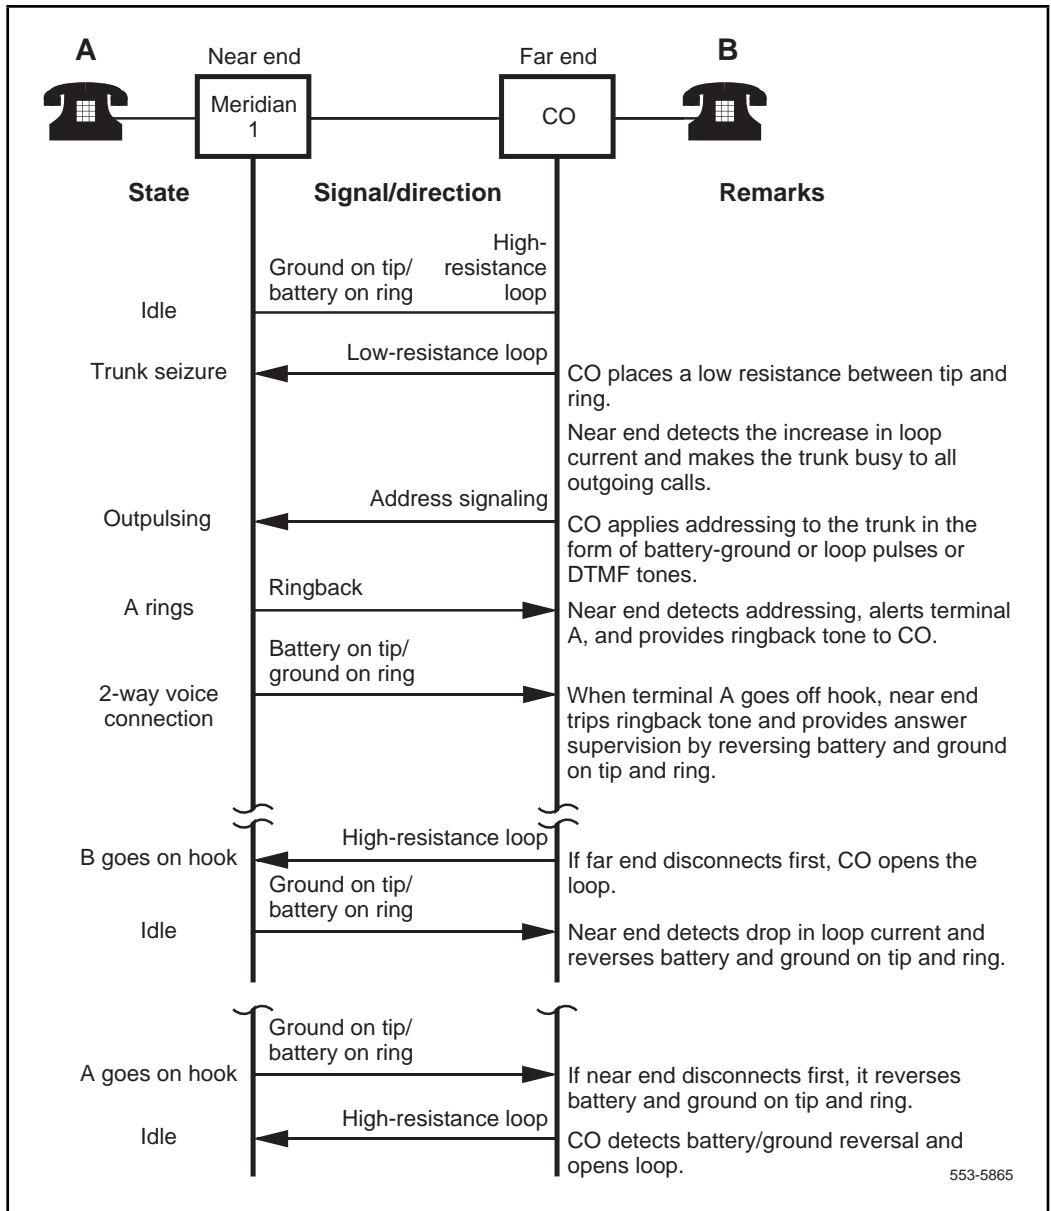 A
Near end
Far end
B
Meridian
1
CO
State
Signal/direction
Remarks
High-
resistance
loop
Ground on tip/
battery on ring
Idle
Low-resistance loop
Trunk seizure
CO places a low resistance between tip and
ring.
Near end detects the increase in loop
current and makes the trunk busy to all
outgoing calls.
Address signaling
Outpulsing
CO applies addressing to the trunk in the
form of battery-ground or loop pulses or
DTMF tones.
Ringback
A rings
Near end detects addressing, alerts terminal
A, and provides ringback tone to CO.
Battery on tip/
ground on ring
2-way voice
connection
When terminal A goes off hook, near end
trips ringback tone and provides answer
supervision by reversing battery and ground
on tip and ring.
High-resistance loop
B goes on hook
If far end disconnects first, CO opens the
loop.
Ground on tip/
battery on ring
Idle
Near end detects drop in loop current and
reverses battery and ground on tip and ring.
Ground on tip/
battery on ring
A goes on hook
If near end disconnects first, it reverses
battery and ground on tip and ring.
High-resistance loop
Idle
CO detects battery/ground reversal and
opens loop.
553-5865